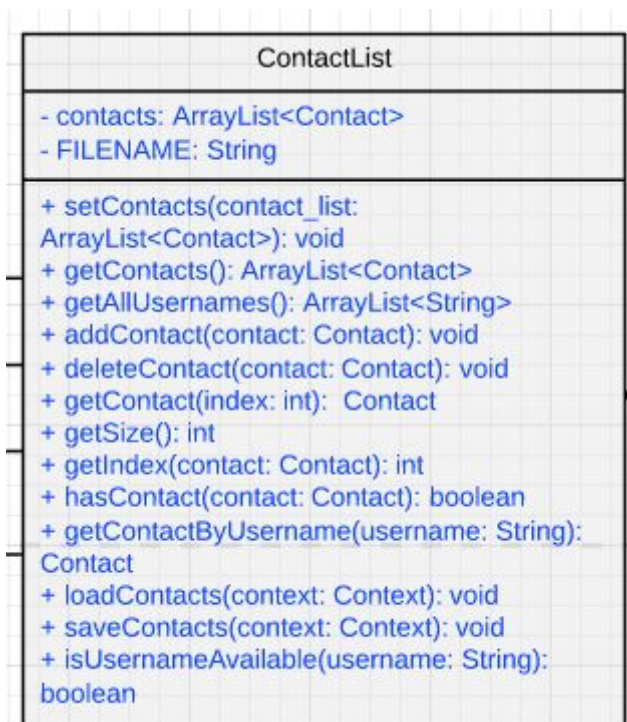 ContactList
- contacts: ArrayList<Contact>
- FILENAME: String
+ setContacts(contact_list:
ArrayList<Contact>): void
+ getContacts(): ArrayList<Contact>
+ getAllUsernames(): ArrayList<String>
+ addContact(contact: Contact): void
+ deleteContact(contact: Contact): void
+ getContact(index: int):  Contact
+ getSize(): int
+ getIndex(contact: Contact): int
+ hasContact(contact: Contact): boolean
+ getContactByUsername(username: String):
Contact
+ loadContacts(context: Context): void
+ saveContacts(context: Context): void
+ isUsernameAvailable(username: String):
boolean